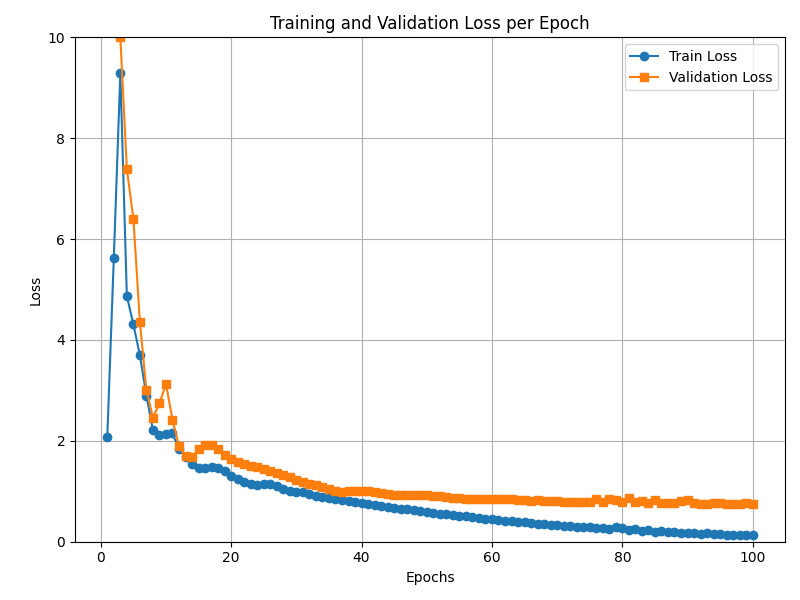 Training and Validation Loss per Epoch
Train Loss
Validation Loss
10
8
6
4
2
0
Loss
0 20 40 60 80 100
Epochs